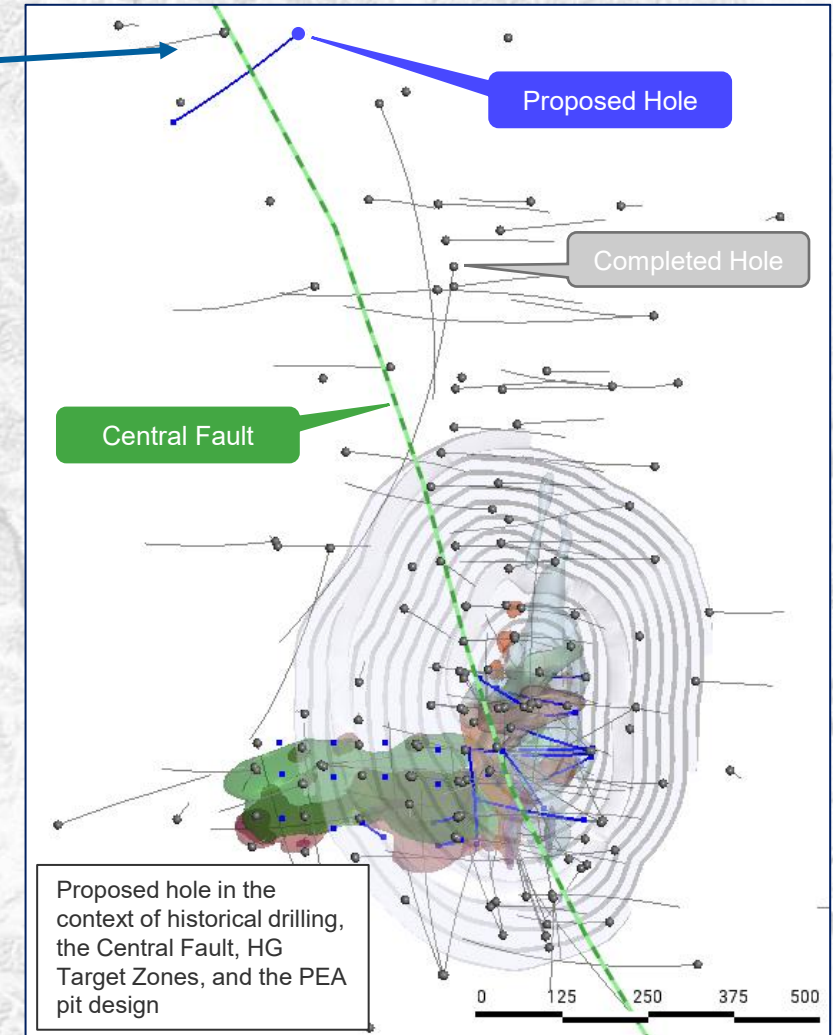 Proposed Hole
Completed Hole
Central Fault
Proposed hole in the
context of historical drilling,
the Central Fault, HG
Target Zones, and the PEA
pit design
0 125 250 375 500